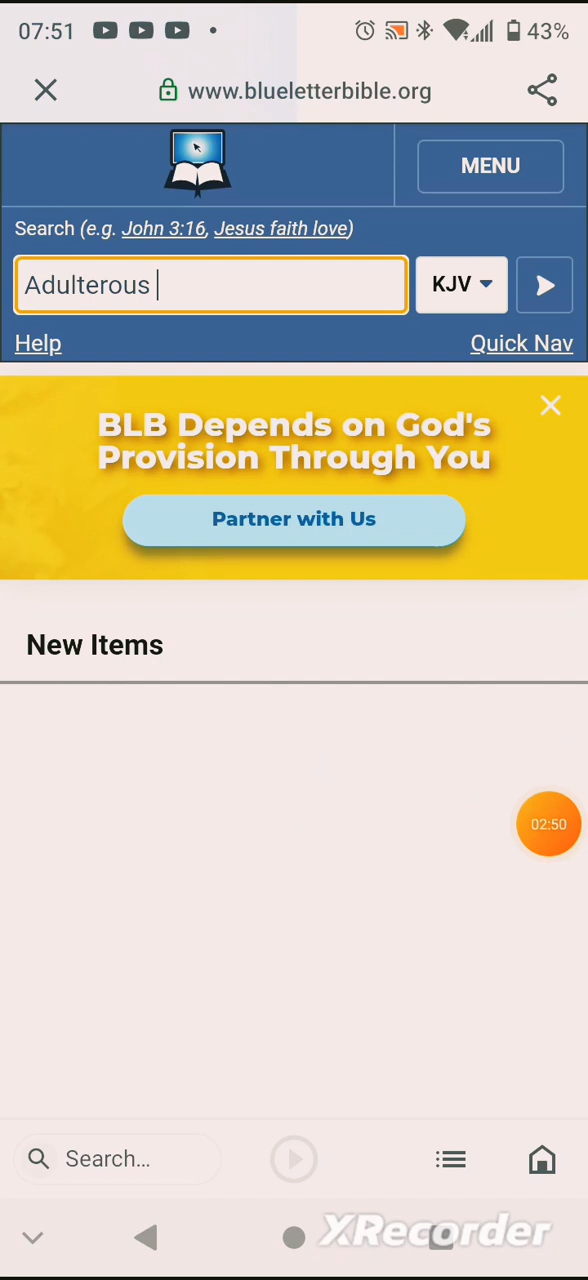 07:51 43%
www.blueletterbible.org
MENU
Search (e.g. John 3:16, Jesus faith love)
Adulterous
KJV
Help Quick Nav
BLB Depends on God's
Provision Through You
Partner with Us
New Items
02:50
Search...
XRecorder